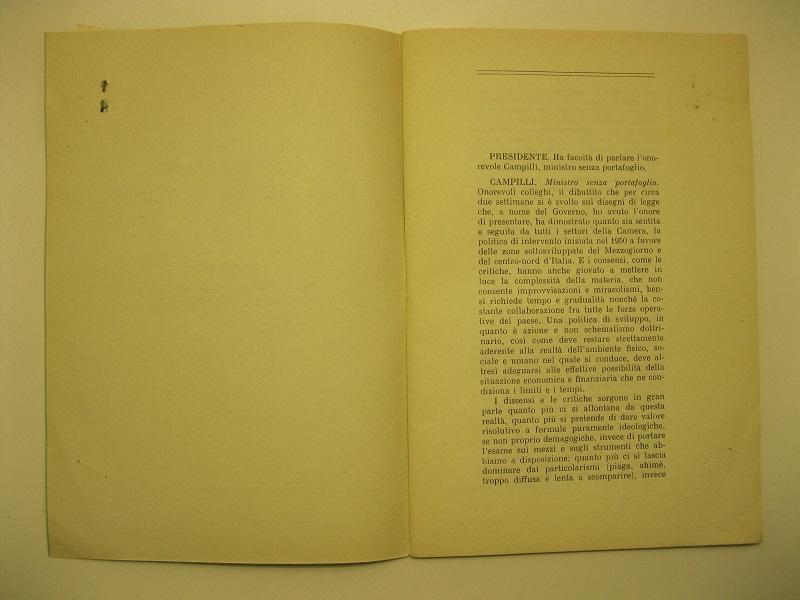 PRESIDENTE. Ha facoltà di parlare l'ono-
revole Campilli, ministro senza portafoglio.
CAMPILLI, Ministro senza portafoglio.
Onorevoli colleghi, il dibattito che per circa
due settimane si è svolto sui disegni di legge
che, a nome del Governo, ho avuto l'onore
di presentare, ha dimostrato quanto sia sentita
e seguita da tutti i settori della Camera, la
politica di intervento iniziata nel 1950 a favore
delle zone sottosviluppate del Mezzogiorno e
del centro-nord d'Italia. E i consensi, come le
critiche, hanno anche giovato a mettere in
luce la complessità della materia, che non
consente improvvisazioni e miracolismi, ben-
sì richiede tempo e gradualità nonché la co-
stante collaborazione fra tutte le forze opera-
tive del paese. Una politica di sviluppo, in
quanto è azione e non schematismo dottri-
nario, così come deve restare strettamente
aderente alla realtà dell'ambiente fisico, so-
ciale e umano nel quale si conduce, deve al-
tresì adeguarsi alle effettive possibilità della
situazione economica e finanziaria che ne con-
diziona i limiti e i tempi.
I dissensi e le critiche sorgono in gran
parte quanto più ci si allontana da questa
realtà, quanto più si pretende di dare valore
risolutivo a formule puramente ideologiche,
se non proprio demagogiche, invece di portare
l'esame sui mezzi e sugli strumenti che ab-
biamo a disposizione; quanto più ci si lascia
dominare dai particolarismi (piaga, ahimè,
troppo diffusa e lenta a scomparire), invece